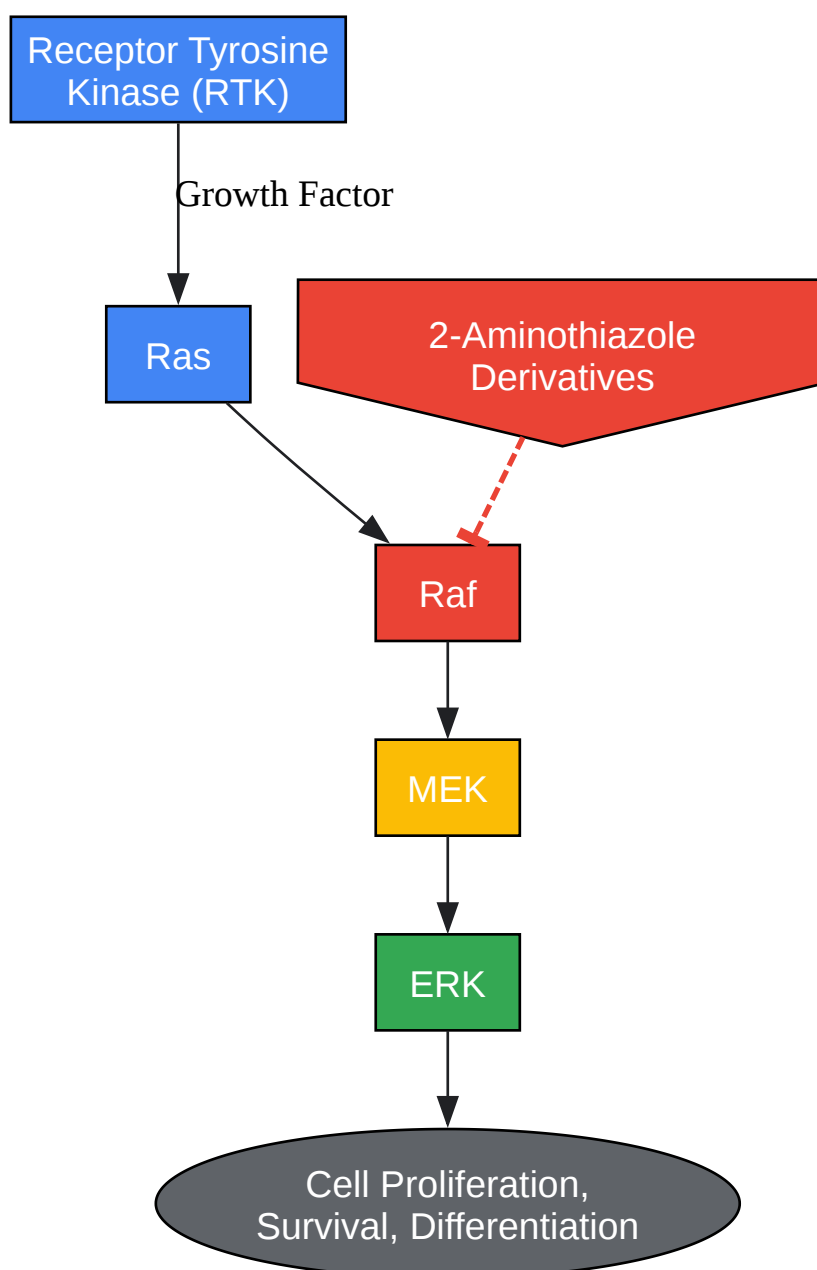 Receptor Tyrosine
Kinase (RTK)
Growth Factor
Ras
2-Aminothiazole
Derivatives
Raf
MEK
ERK
Cell Proliferation,
Survival, Differentiation